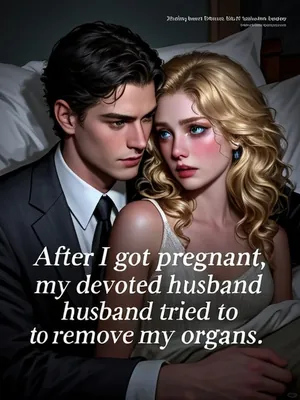 After I got pregnant,
my devoted husband
husband tried to
to remove my organs.